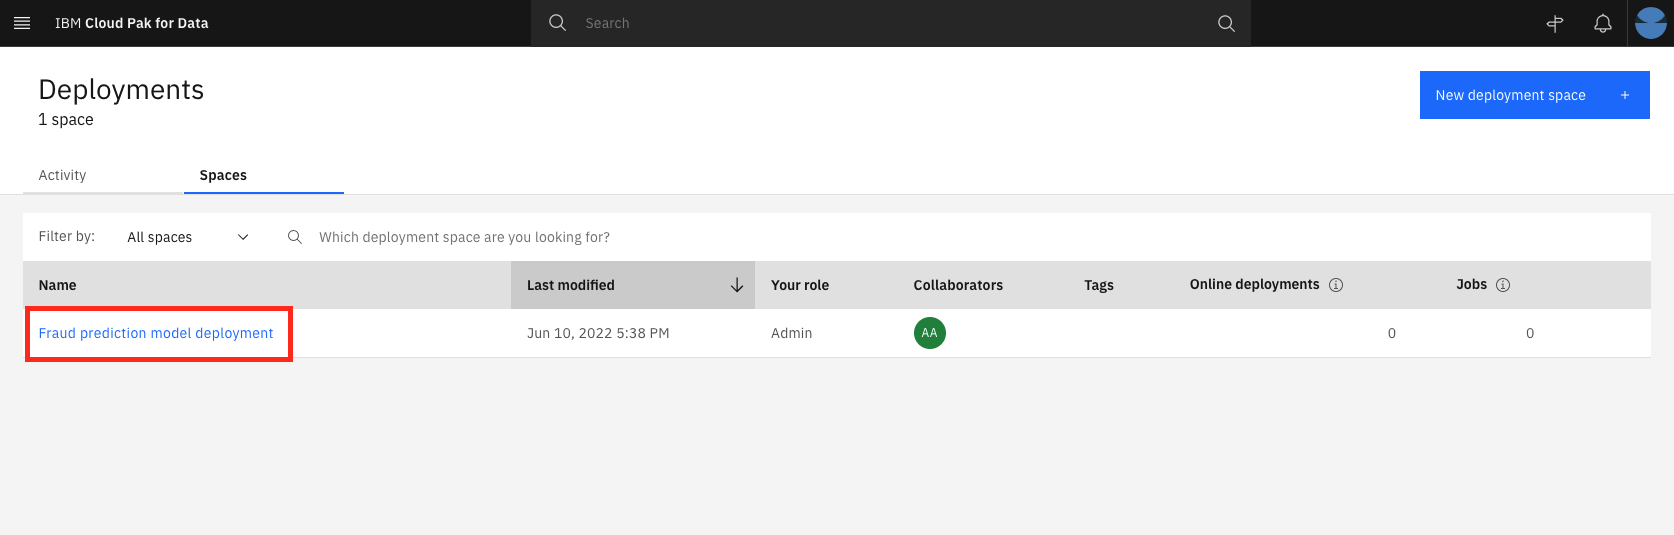 IBM Cloud Pak for Data
Search
Deployments
1 space
New deployment space +
Activity
Spaces
Filter by:
All spaces
Which deployment space are you looking for?
Name
Last modified
Your role
Collaborators
Tags
Online deployments
Jobs
Fraud prediction model deployment
Jun 10, 2022 5:38 PM
Admin
AA
0
0